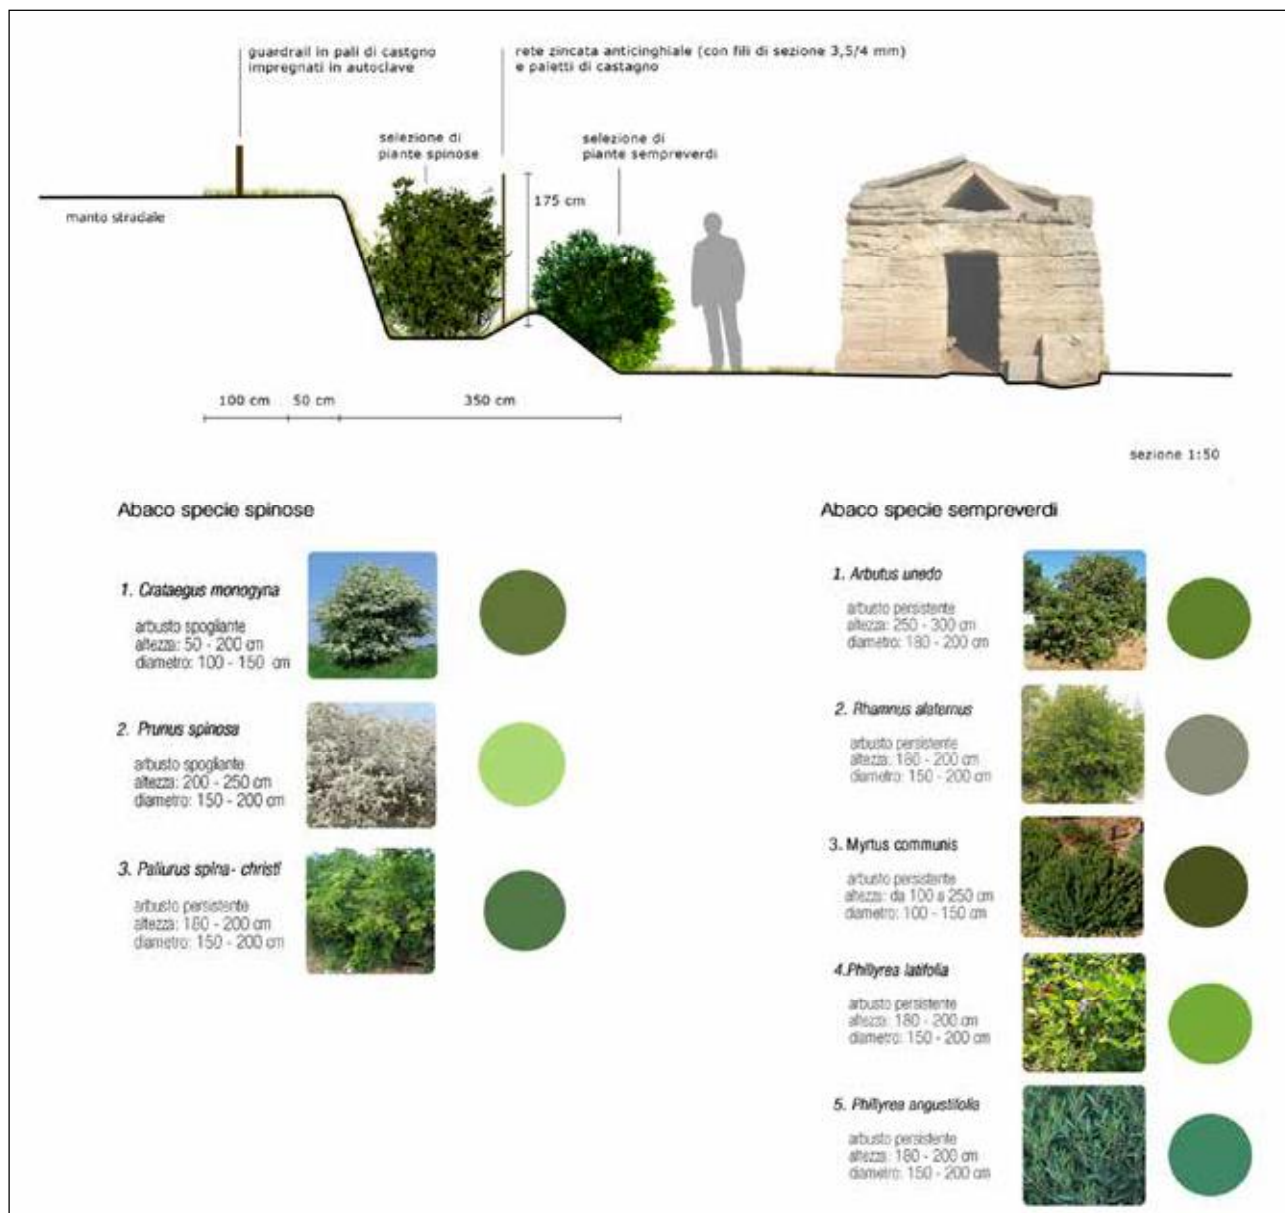 guardrail in pali di castgno
impregnati in autoclave
rete zincata anticinghiale (con fili di sezione 3,5/4 mm)
e paletti di castagno
selezione di
piante spinose
selezione di
piante sempreverdi
175 cm
manto stradale
100 cm
50 cm
350 cm
sezione 1:50
Abaco specie spinose
1. Crataegus monogyna
arbusto spogliante
altezza: 50 - 200 cm
diametro: 100 - 150 cm
2. Prunus spinosa
arbusto spogliante
altezza: 200 - 250 cm
diametro: 150 - 200 cm
3. Paliurus spina- christi
arbusto persistente
altezza: 180 - 200 cm
diametro: 150 - 200 cm
Abaco specie sempreverdi
1. Arbutus unedo
arbusto persistente
altezza: 250 - 300 cm
diametro: 180 - 200 cm
2. Rhamnus alaternus
arbusto persistente
altezza: 180 - 200 cm
diametro: 150 - 200 cm
3. Myrtus communis
arbusto persistente
altezza: da 100 a 250 cm
diametro: 100 - 150 cm
4.Phillyrea latifolia
arbusto persistente
altezza: 180 - 200 cm
diametro: 150 - 200 cm
5. Phillyrea angustifolia
arbusto persistente
altezza: 180 - 200 cm
diametro: 150 - 200 cm